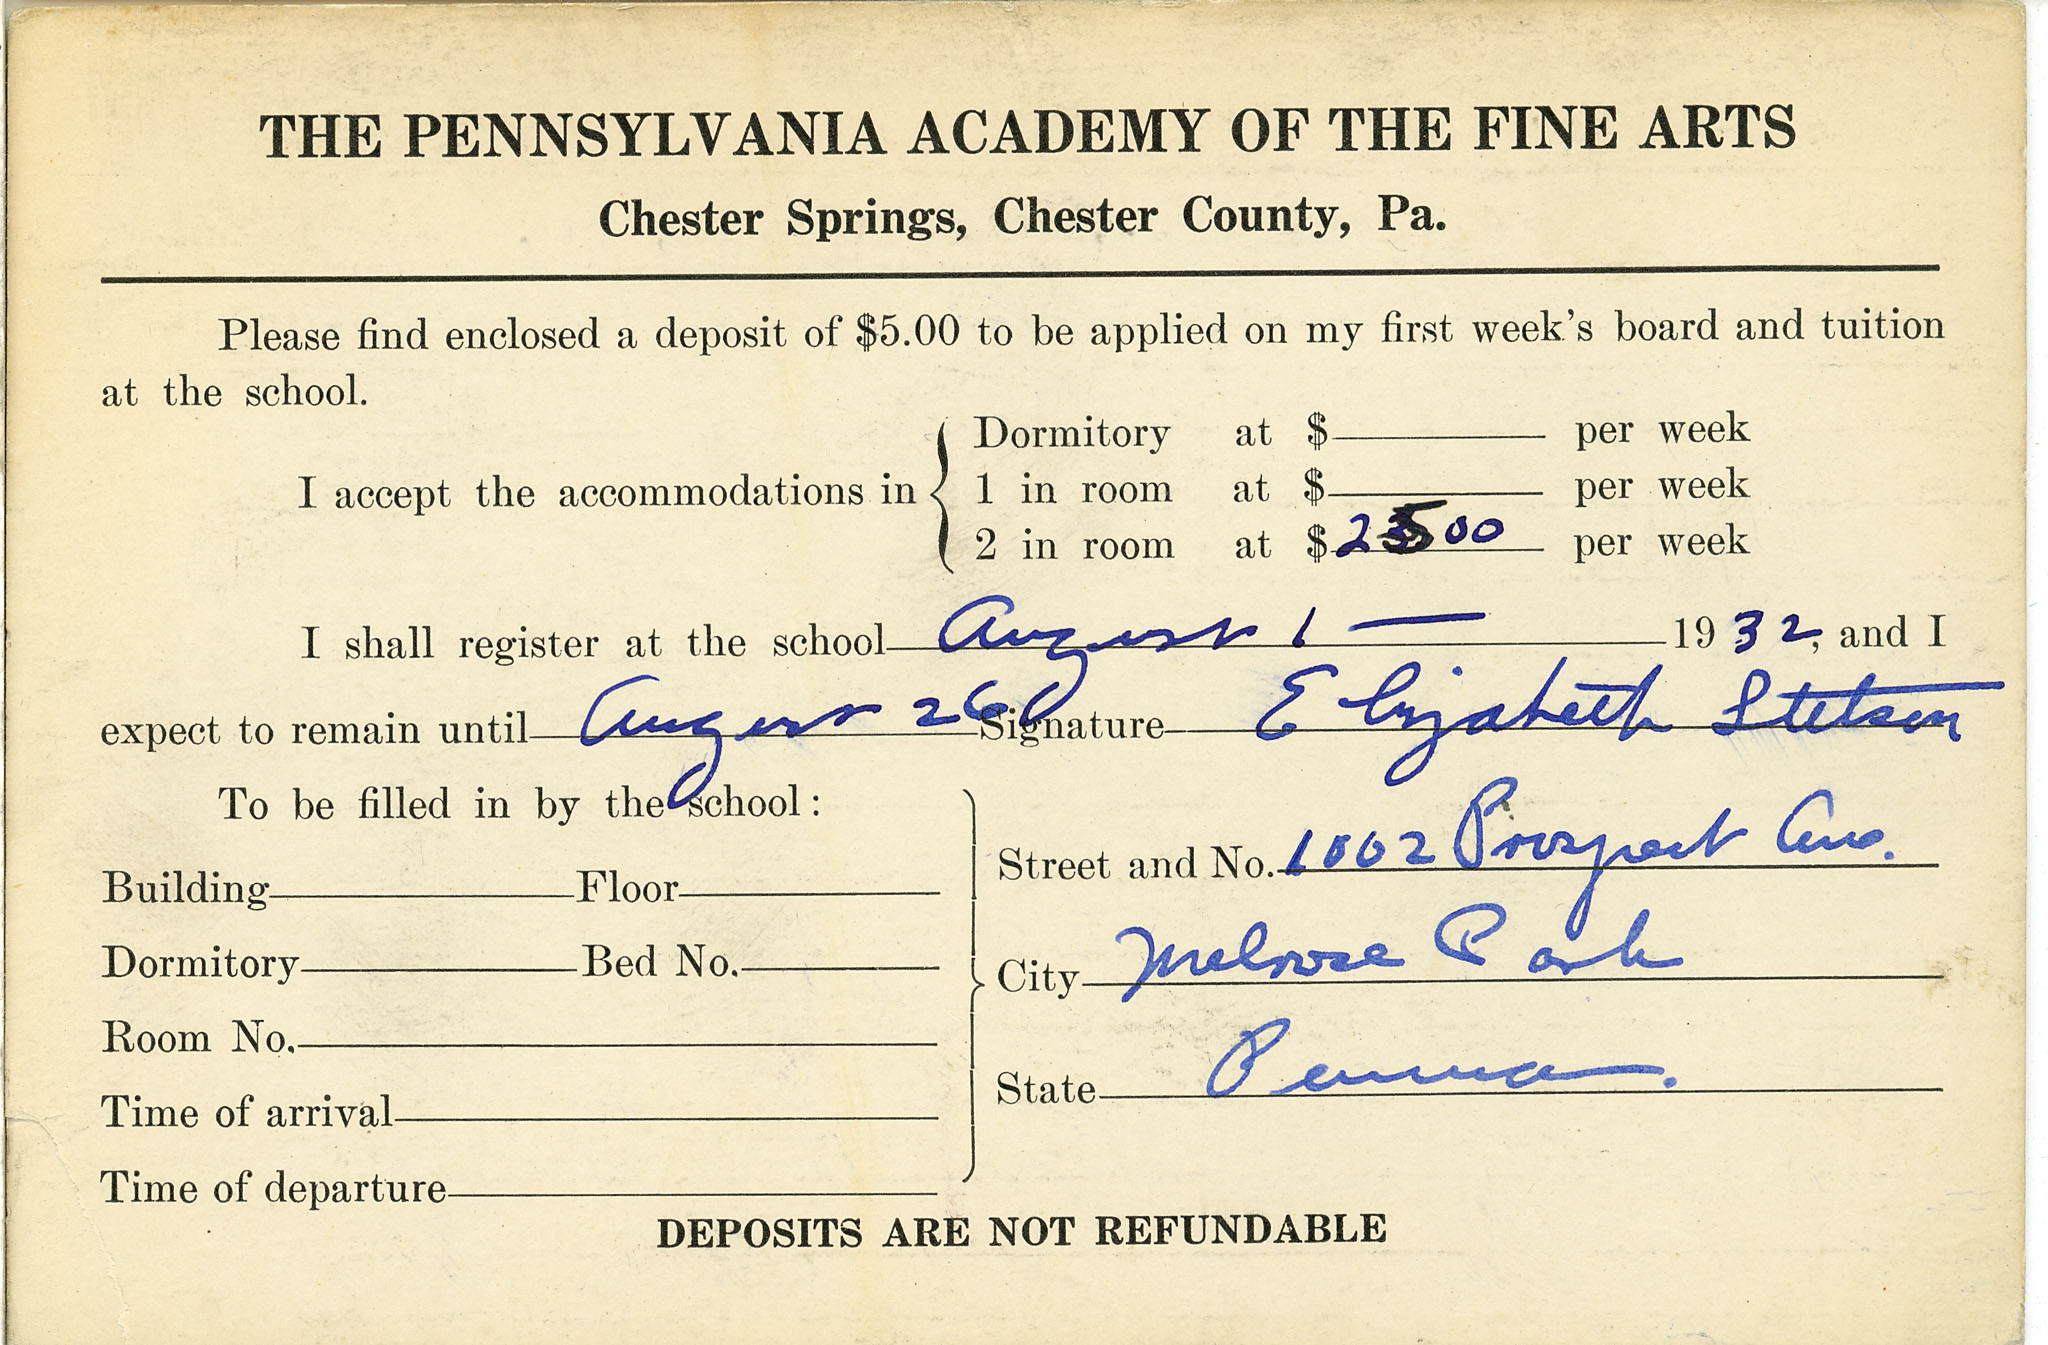 THE PENNSYLVANIA ACADEMY OF THE FINE ARTS
Chester Springs, Chester County, Pa.
Please find enclosed a deposit of $5.00 to be applied on my first week's board and tuition
at the school.
Dormitory at $ per week
I accept the accommodations in 1 in room at $ per week
2 in room at $25 00 per week
I shall register at the school August 1 — 1932, and I
expect to remain until August 26 Signature Elizabeth Stetson
To be filled in by the school:
Street and No. 1002 Prospect Ave.
Building Floor
Dormitory Bed No.
City Melrose Park
Room No.
State Penna.
Time of arrival
Time of departure
DEPOSITS ARE NOT REFUNDABLE